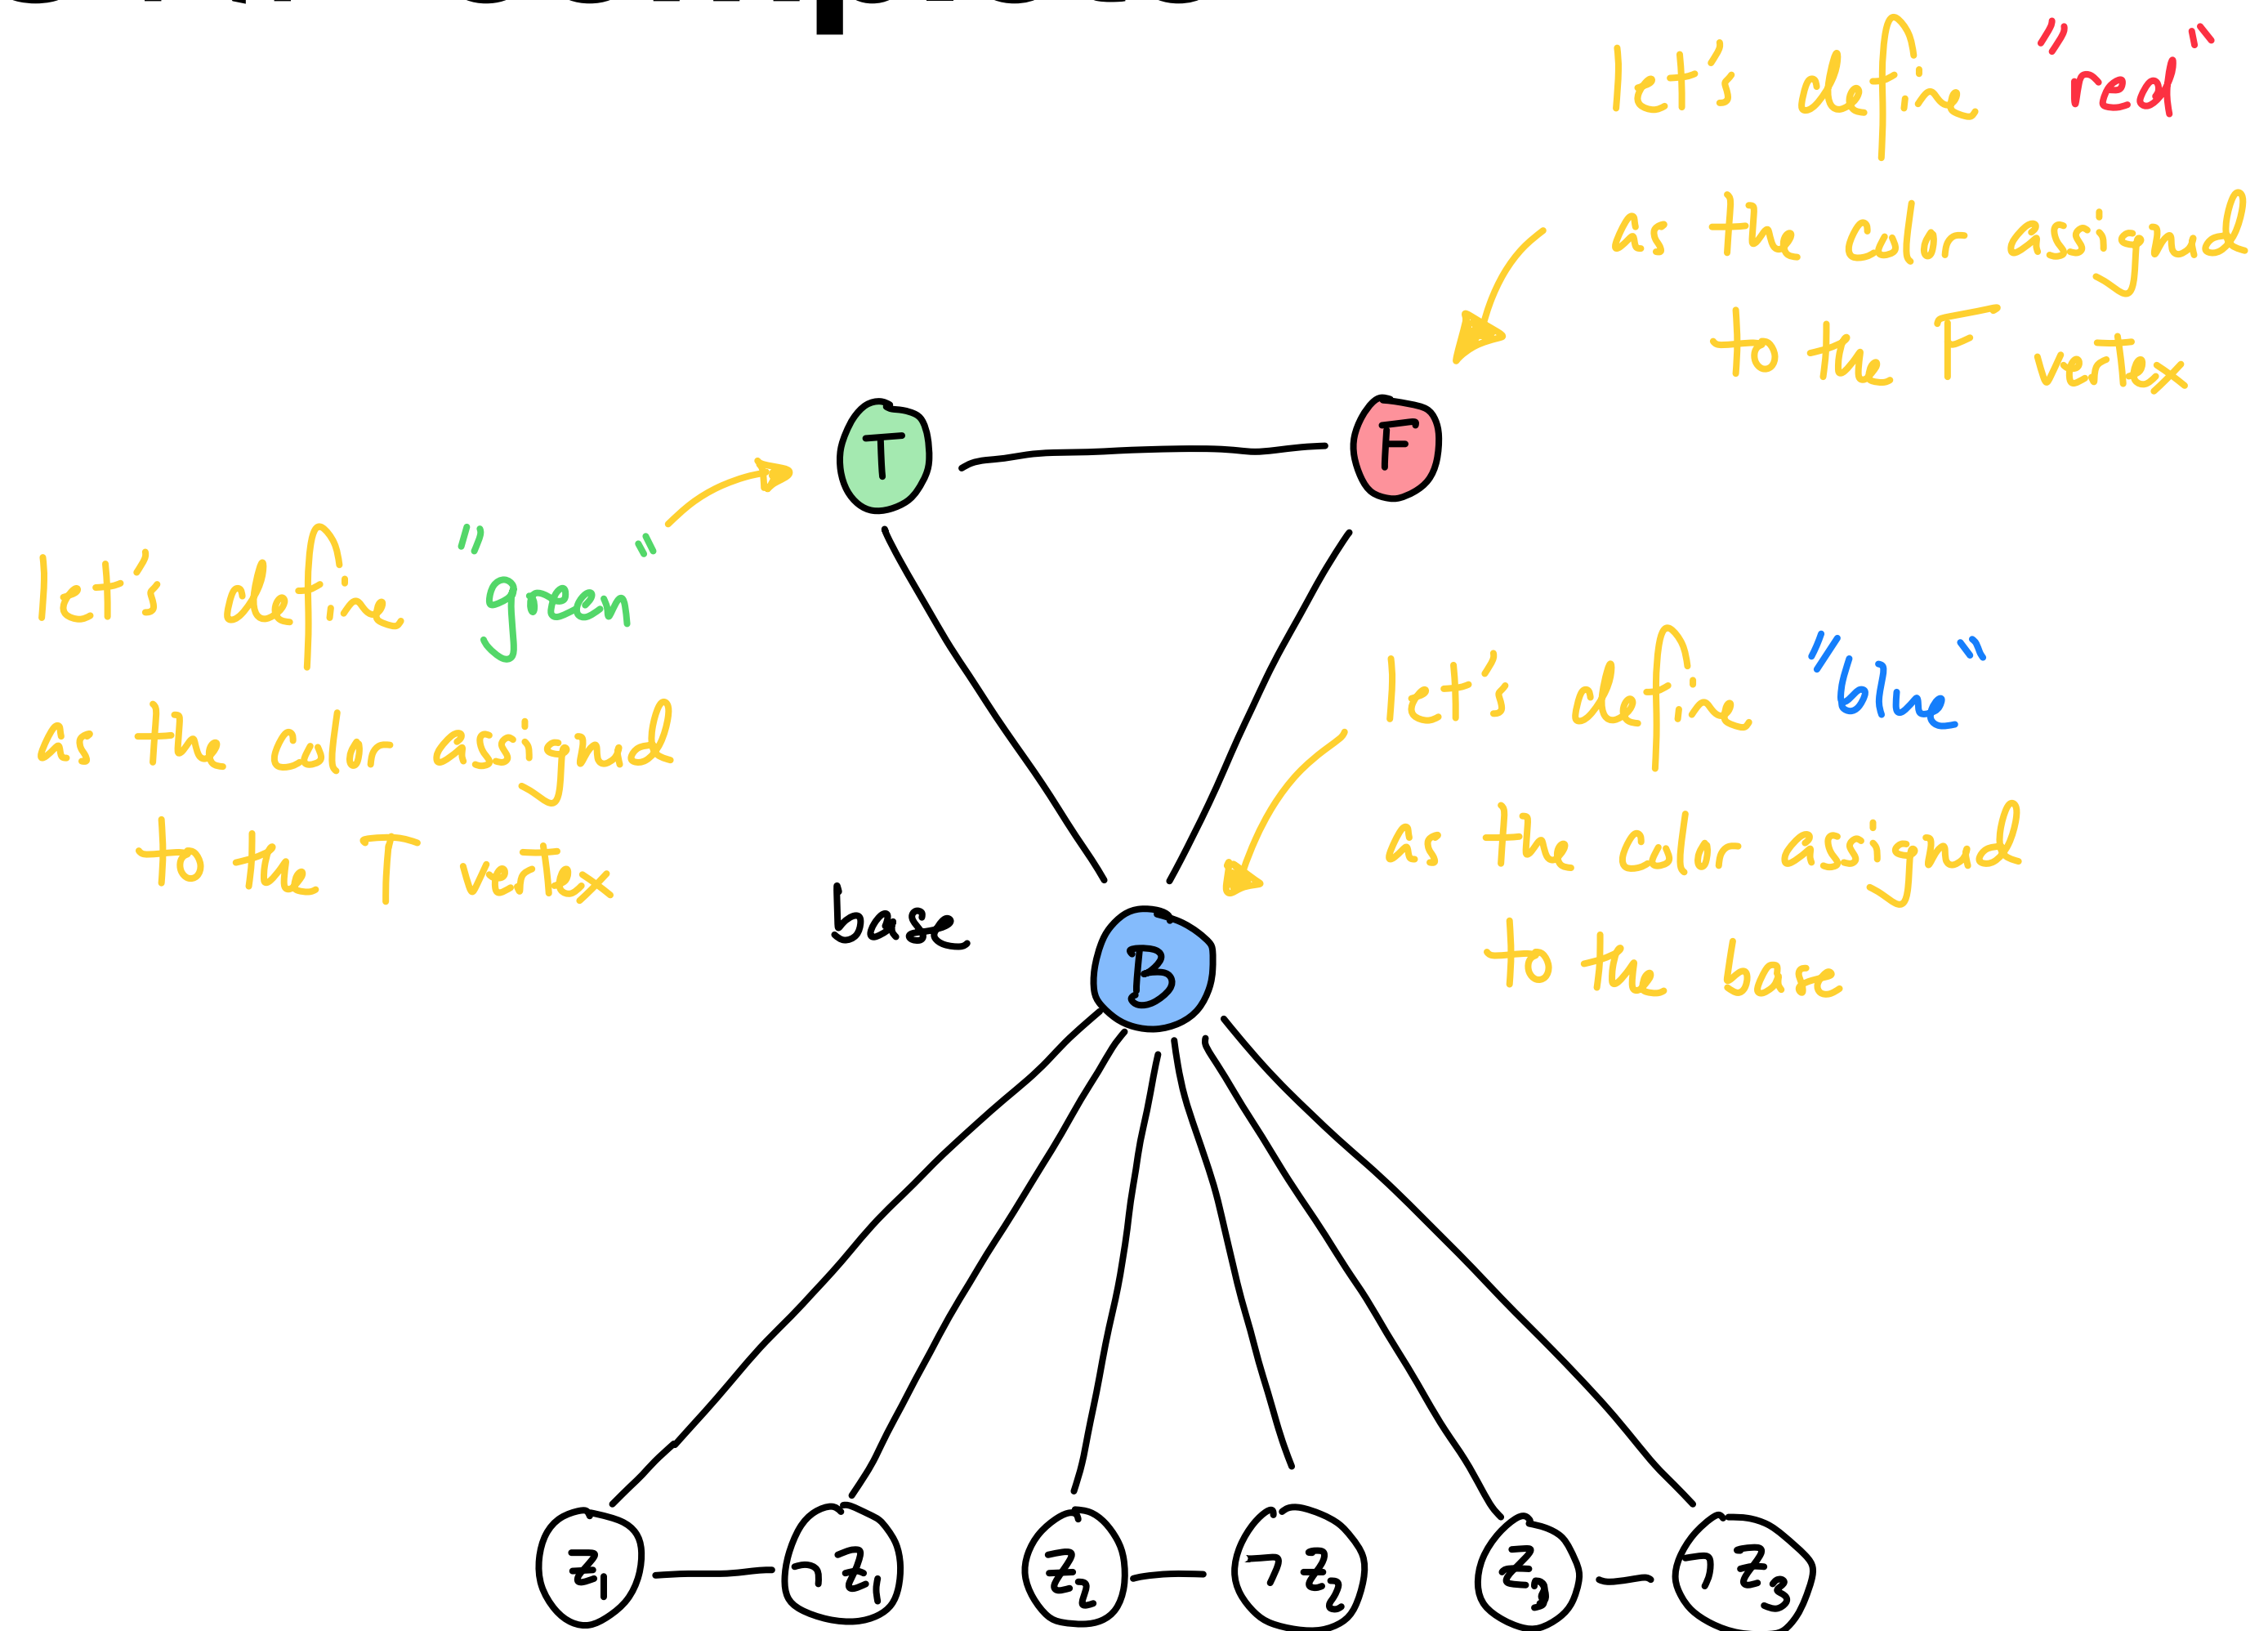 let's define "red"
as the color assigned
to the F vertex
T
F
let's define "green"
as the color assigned
to the T vertex
let's define "blue"
as the color assigned
to the base
base
B
z₁
¬z₁
z₂
¬z₂
z₃
¬z₃